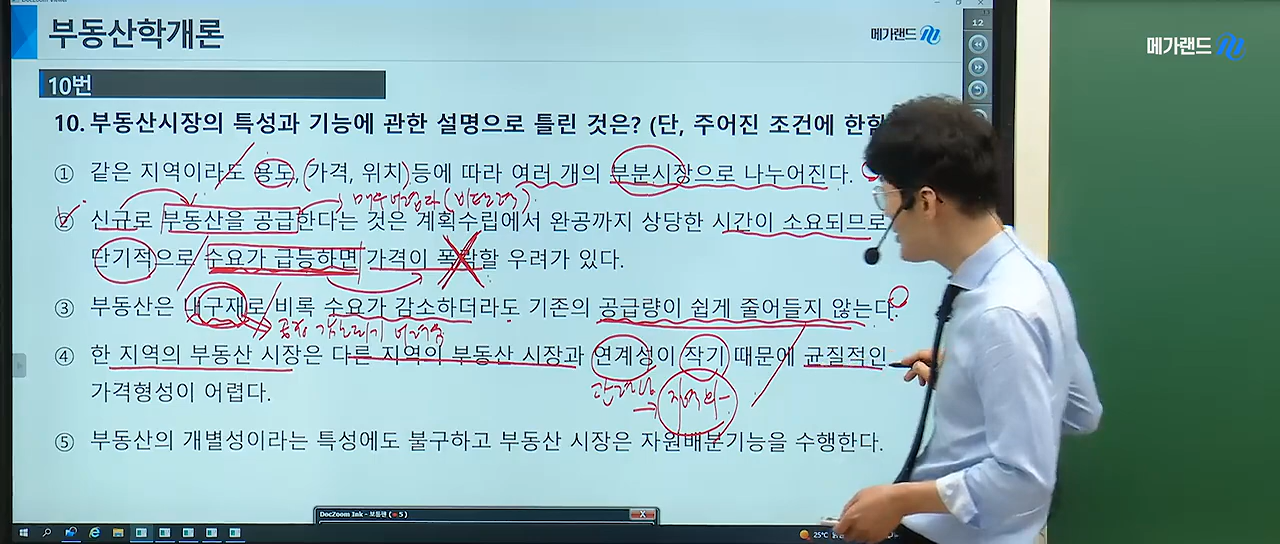 DocZoom Viewer
부동산학개론
메가랜드
12
메가랜드
10번
10. 부동산시장의 특성과 기능에 관한 설명으로 틀린 것은? (단, 주어진 조건에 한함
① 같은 지역이라도 용도, (가격, 위치)등에 따라 여러 개의 부분시장으로 나누어진다.
② 신규로 부동산을 공급한다는 것은 계획수립에서 완공까지 상당한 시간이 소요되므로
단기적으로 수요가 급등하면 가격이 폭락할 우려가 있다.
③ 부동산은 내구재로 비록 수요가 감소하더라도 기존의 공급량이 쉽게 줄어들지 않는다.
④ 한 지역의 부동산 시장은 다른 지역의 부동산 시장과 연계성이 작기 때문에 균질적인
가격형성이 어렵다.
지역화
⑤ 부동산의 개별성이라는 특성에도 불구하고 부동산 시장은 자원배분기능을 수행한다.
DocZoom Ink - 보통펜 ( 5 )
25°C